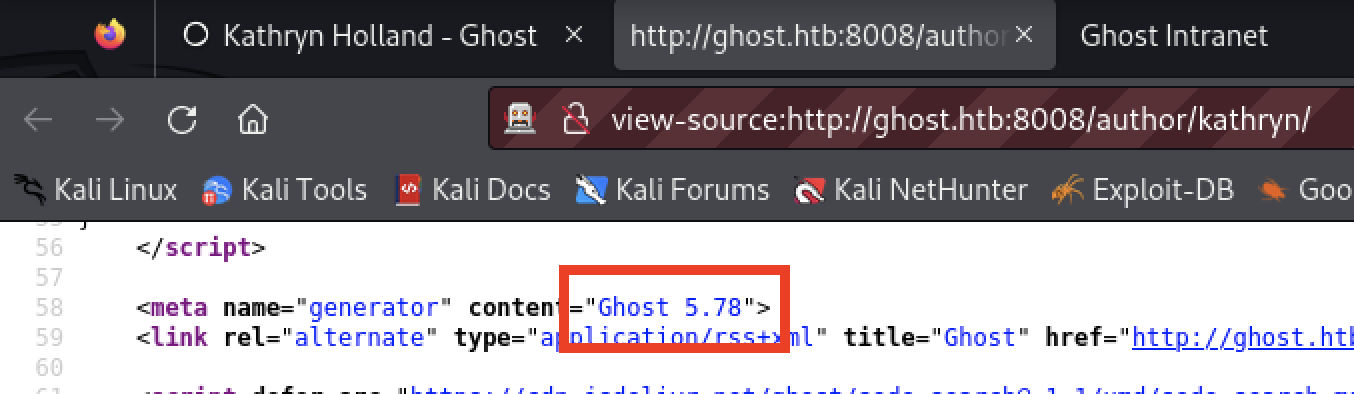 Kathryn Holland - Ghost × http://ghost.htb:8008/author × Ghost Intranet
view-source:http://ghost.htb:8008/author/kathryn/
Kali Linux Kali Tools Kali Docs Kali Forums Kali NetHunter Exploit-DB Goo
56 </script>
57
58 <meta name="generator" content="Ghost 5.78">
59 <link rel="alternate" type="application/rss+xml" title="Ghost" href="http://ghost.htb
60